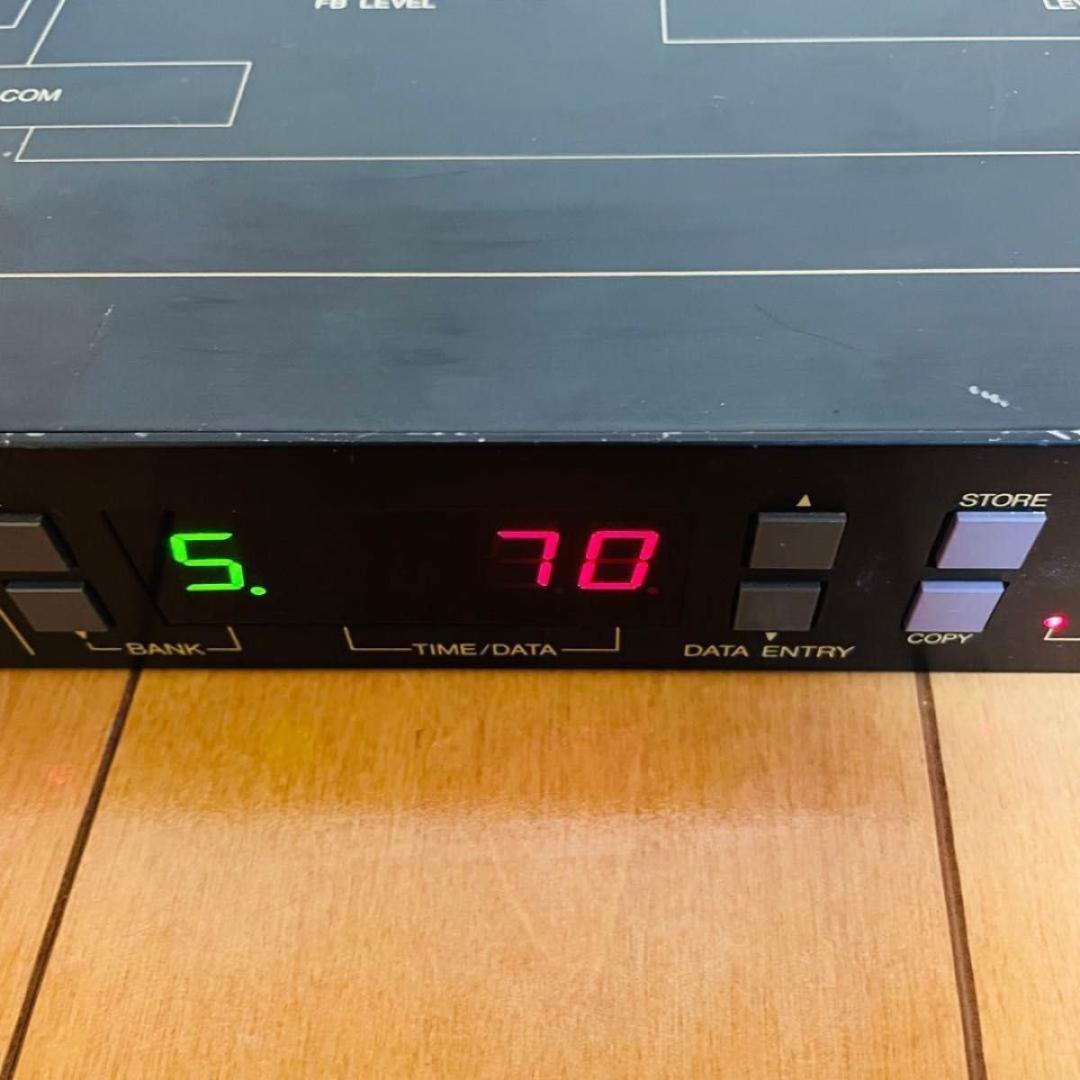 FB LEVEL
COM
STORE
5.
70
BANK
TIME/DATA
DATA ENTRY
COPY